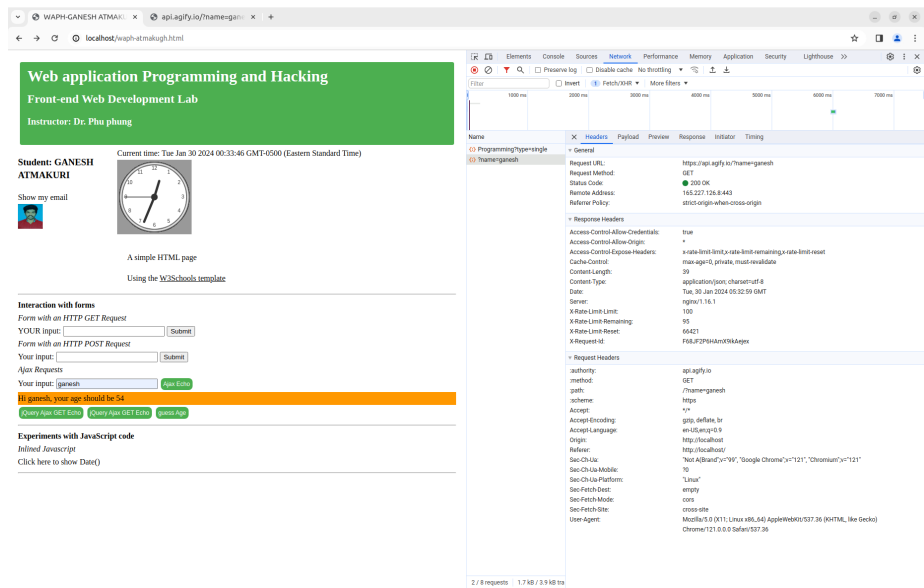 WAPH-GANESH ATMAKU
api.agify.io/?name=gane
localhost/waph-atmakugh.html
Web application Programming and Hacking
Front-end Web Development Lab
Instructor: Dr. Phu phung
Student: GANESH
ATMAKURI
Show my email
Current time: Tue Jan 30 2024 00:33:46 GMT-0500 (Eastern Standard Time)
12
1
2
3
4
5
6
7
8
9
10
11
A simple HTML page
Using the W3Schools template
Interaction with forms
Form with an HTTP GET Request
YOUR input: Submit
Form with an HTTP POST Request
Your input: Submit
Ajax Requests
Your input: ganesh Ajax Echo
Hi ganesh, your age should be 54
jQuery Ajax GET Echo jQuery Ajax GET Echo guess Age
Experiments with JavaScript code
Inlined Javascript
Click here to show Date()
Elements Console Sources Network Performance Memory Application Security Lighthouse
Preserve log Disable cache No throttling
Filter Invert Fetch/XHR More filters
1000 ms 2000 ms 3000 ms 4000 ms 5000 ms 6000 ms 7000 ms
Name
Programming?type=single
?name=ganesh
Headers Payload Preview Response Initiator Timing
General
Request URL: https://api.agify.io/?name=ganesh
Request Method: GET
Status Code: 200 OK
Remote Address: 165.227.126.8:443
Referrer Policy: strict-origin-when-cross-origin
Response Headers
Access-Control-Allow-Credentials: true
Access-Control-Allow-Origin: *
Access-Control-Expose-Headers: x-rate-limit-limit,x-rate-limit-remaining,x-rate-limit-reset
Cache-Control: max-age=0, private, must-revalidate
Content-Length: 39
Content-Type: application/json; charset=utf-8
Date: Tue, 30 Jan 2024 05:32:59 GMT
Server: nginx/1.16.1
X-Rate-Limit-Limit: 100
X-Rate-Limit-Remaining: 95
X-Rate-Limit-Reset: 66421
X-Request-Id: F68JF2P6HAmX9IkAejex
Request Headers
:authority: api.agify.io
:method: GET
:path: /?name=ganesh
:scheme: https
Accept: */*
Accept-Encoding: gzip, deflate, br
Accept-Language: en-US,en;q=0.9
Origin: http://localhost
Referer: http://localhost/
Sec-Ch-Ua: "Not A(Brand";v="99", "Google Chrome";v="121", "Chromium";v="121"
Sec-Ch-Ua-Mobile: ?0
Sec-Ch-Ua-Platform: "Linux"
Sec-Fetch-Dest: empty
Sec-Fetch-Mode: cors
Sec-Fetch-Site: cross-site
User-Agent: Mozilla/5.0 (X11; Linux x86_64) AppleWebKit/537.36 (KHTML, like Gecko)
Chrome/121.0.0.0 Safari/537.36
2 / 8 requests 1.7 kB / 3.9 kB tra